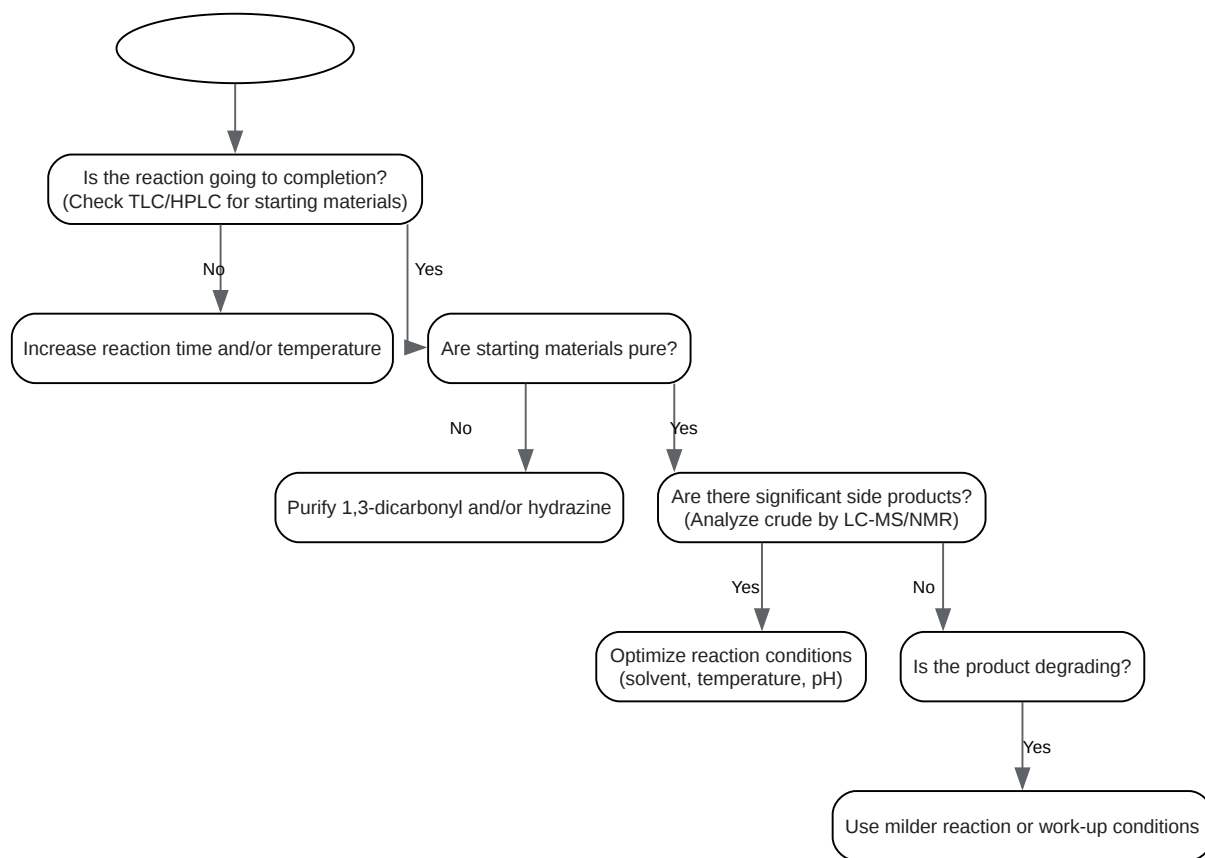 Is the reaction going to completion?
(Check TLC/HPLC for starting materials)
No
Yes
Increase reaction time and/or temperature
Are starting materials pure?
No
Yes
Purify 1,3-dicarbonyl and/or hydrazine
Are there significant side products?
(Analyze crude by LC-MS/NMR)
Yes
No
Optimize reaction conditions
(solvent, temperature, pH)
Is the product degrading?
Yes
Use milder reaction or work-up conditions